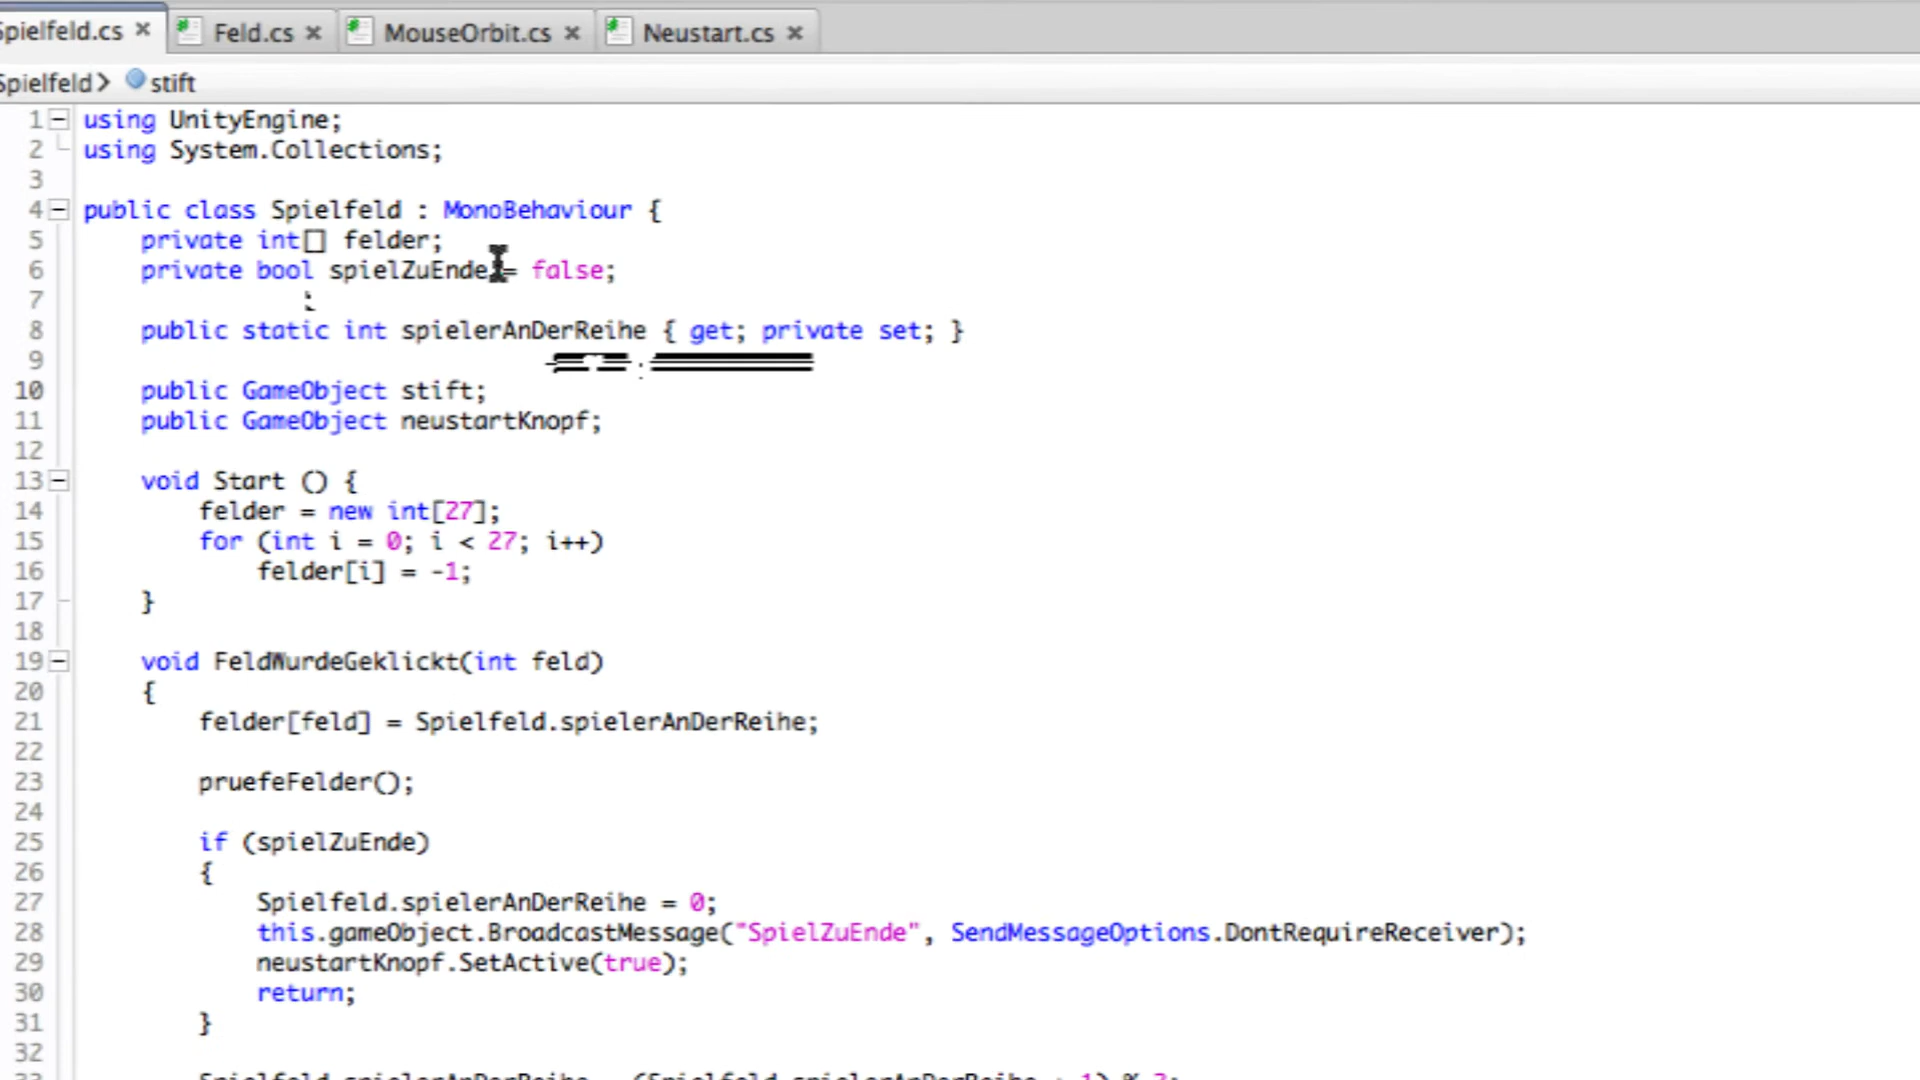 Spielfeld.cs × Feld.cs × MouseOrbit.cs × Neustart.cs ×
Spielfeld > stift
1 using UnityEngine;
2 using System.Collections;
3
4 public class Spielfeld : MonoBehaviour {
5 private int[] felder;
6 private bool spielZuEnde = false;
7
8 public static int spielerAnDerReihe { get; private set; }
9
10 public GameObject stift;
11 public GameObject neustartKnopf;
12
13 void Start () {
14 felder = new int[27];
15 for (int i = 0; i < 27; i++)
16 felder[i] = -1;
17 }
18
19 void FeldWurdeGeklickt(int feld)
20 {
21 felder[feld] = Spielfeld.spielerAnDerReihe;
22
23 pruefeFelder();
24
25 if (spielZuEnde)
26 {
27 Spielfeld.spielerAnDerReihe = 0;
28 this.gameObject.BroadcastMessage("SpielZuEnde", SendMessageOptions.DontRequireReceiver);
29 neustartKnopf.SetActive(true);
30 return;
31 }
32